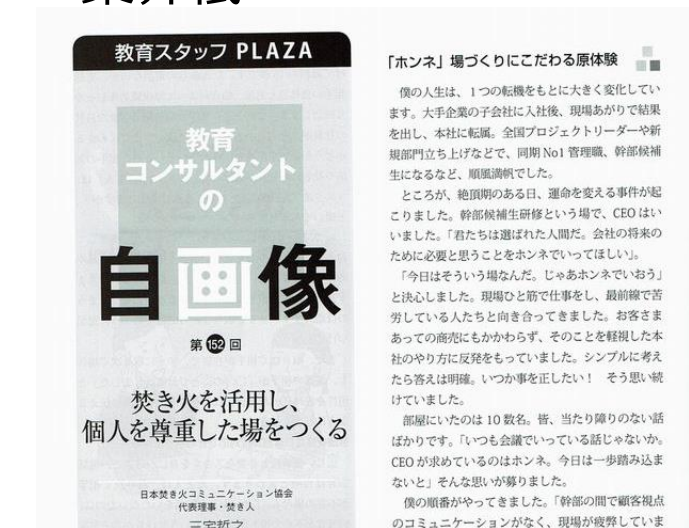 教育スタッフ PLAZA
教育
コンサルタント
の
自画像
第152回
焚き火を活用し、
個人を尊重した場をつくる
日本焚き火コミュニケーション協会
代表理事・焚き人
三宅哲之
「ホンネ」場づくりにこだわる原体験
僕の人生は、1つの転機をもとに大きく変化してい
ます。大手企業の子会社に入社後、現場あがりで結果
を出し、本社に転属。全国プロジェクトリーダーや新
規部門立ち上げなどで、同期 No1 管理職、幹部候補
生になるなど、順風満帆でした。
ところが、絶頂期のある日、運命を変える事件が起
こりました。幹部候補生研修という場で、CEO はい
いました。「君たちは選ばれた人間だ。会社の将来の
ために必要と思うことをホンネでいってほしい」。
「今日はそういう場なんだ。じゃあホンネでいおう」
と決心しました。現場ひと筋で仕事をし、最前線で苦
労している人たちと向き合ってきました。お客さま
あっての商売にもかかわらず、そのことを軽視した本
社のやり方に反発をもっていました。シンプルに考え
たら答えは明確。いつか事を正したい！ そう思い続
けていました。
部屋にいたのは 10 数名。皆、当たり障りのない話
ばかりです。「いつも会議でいっている話じゃないか。
CEO が求めているのはホンネ。今日は一歩踏み込ま
ないと」そんな思いが募りました。
僕の順番がやってきました。「幹部の間で顧客視点
のコミュニケーションがなく、現場が疲弊していま